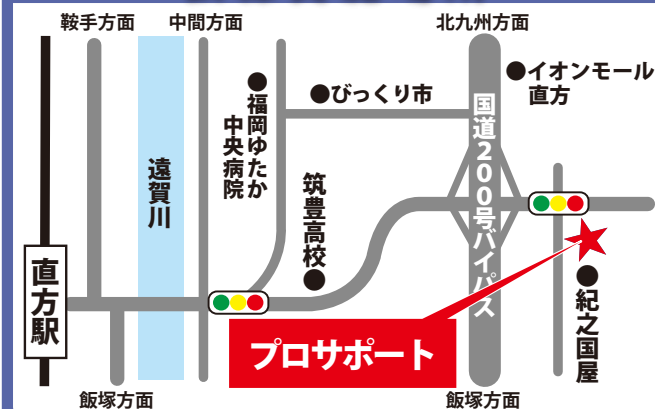 鞍手方面
中間方面
北九州方面
●イオンモール
直方
●びっくり市
●福岡ゆたか
中央病院
国道200号バイパス
遠賀川
筑豊高校●
直方駅
●紀之国屋
プロサポート
飯塚方面
飯塚方面